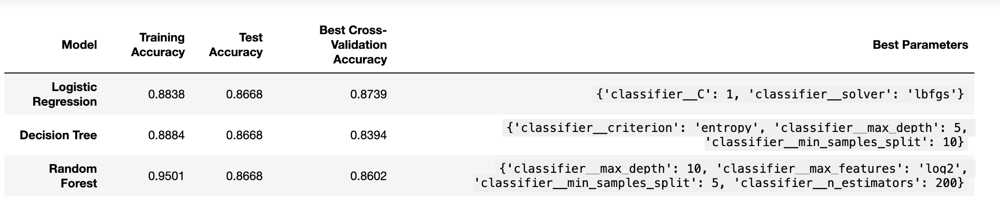 Model Training Accuracy Test Accuracy Best Cross-Validation Accuracy Best Parameters
Logistic Regression 0.8838 0.8668 0.8739 {'classifier__C': 1, 'classifier__solver': 'lbfgs'}
Decision Tree 0.8884 0.8668 0.8394 {'classifier__criterion': 'entropy', 'classifier__max_depth': 5,
'classifier__min_samples_split': 10}
Random Forest 0.9501 0.8668 0.8602 {'classifier__max_depth': 10, 'classifier__max_features': 'log2',
'classifier__min_samples_split': 5, 'classifier__n_estimators': 200}